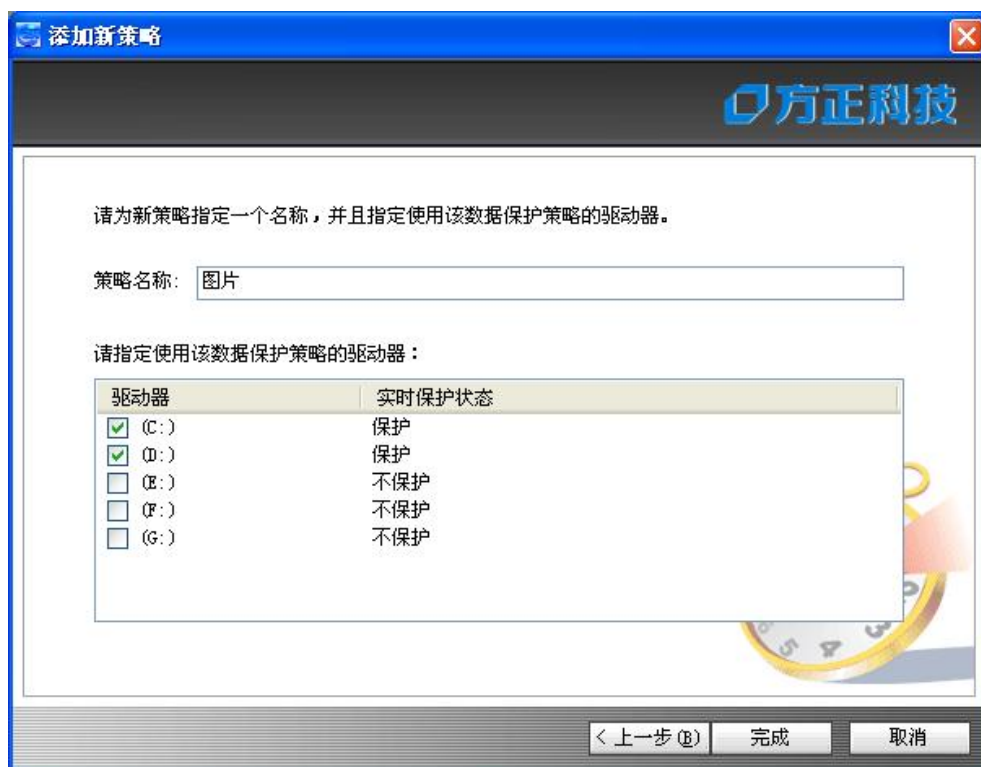 添加新策略
方正科技
请为新策略指定一个名称，并且指定使用该数据保护策略的驱动器。
策略名称: 图片
请指定使用该数据保护策略的驱动器：
驱动器 实时保护状态
(C:) 保护
(D:) 保护
(E:) 不保护
(F:) 不保护
(G:) 不保护
3
4
5
< 上一步(B) 完成 取消